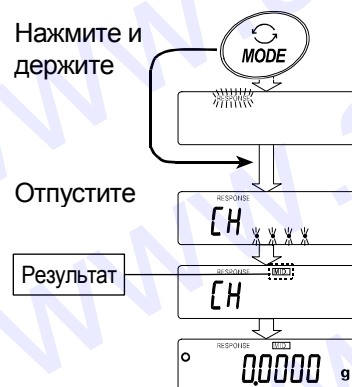 Нажмите и
держите
MODE
RESPONSE
Отпустите
RESPONSE
CH
Результат
RESPONSE MID.
CH
RESPONSE MID.
0.0000 g